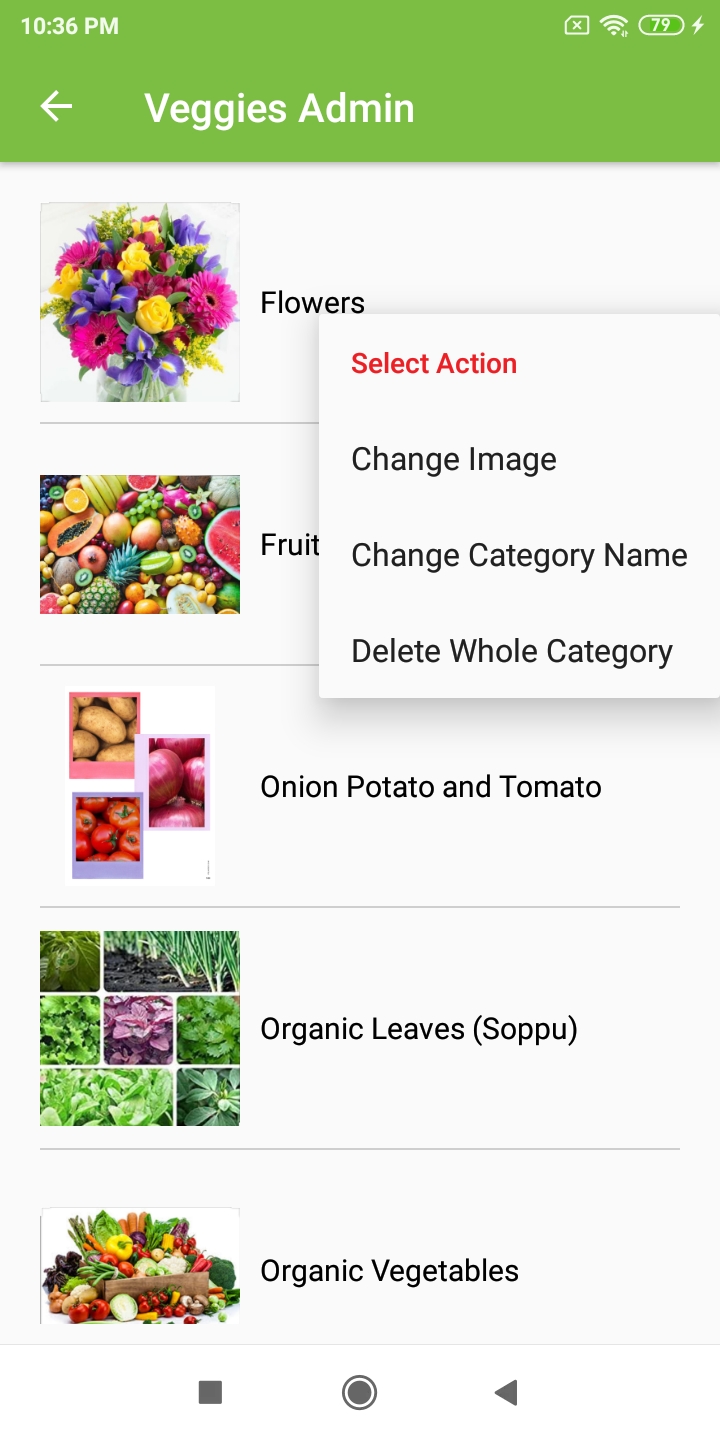 10:36 PM
79
Veggies Admin
Flowers
Select Action
Change Image
Fruit
Change Category Name
Delete Whole Category
Onion Potato and Tomato
Organic Leaves (Soppu)
Organic Vegetables